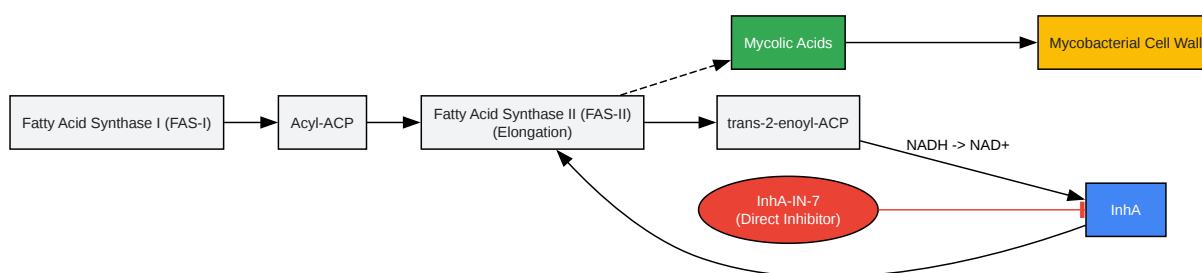 Mycolic Acids
Mycobacterial Cell Wall
Fatty Acid Synthase I (FAS-I)
Acyl-ACP
Fatty Acid Synthase II (FAS-II)
(Elongation)
trans-2-enoyl-ACP
NADH -> NAD+
InhA-IN-7
(Direct Inhibitor)
InhA